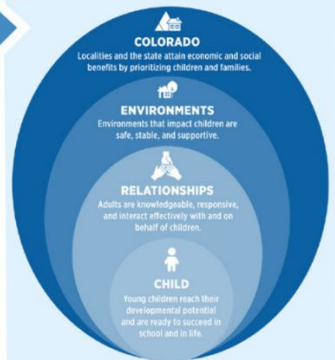 COLORADO
Localities and the state attain economic and social
benefits by prioritizing children and families.
ENVIRONMENTS
Environments that impact children are
safe, stable, and supportive.
RELATIONSHIPS
Adults are knowledgeable, responsive,
and interact effectively with and on
behalf of children.
CHILD
Young children reach their
developmental potential
and are ready to succeed in
school and in life.